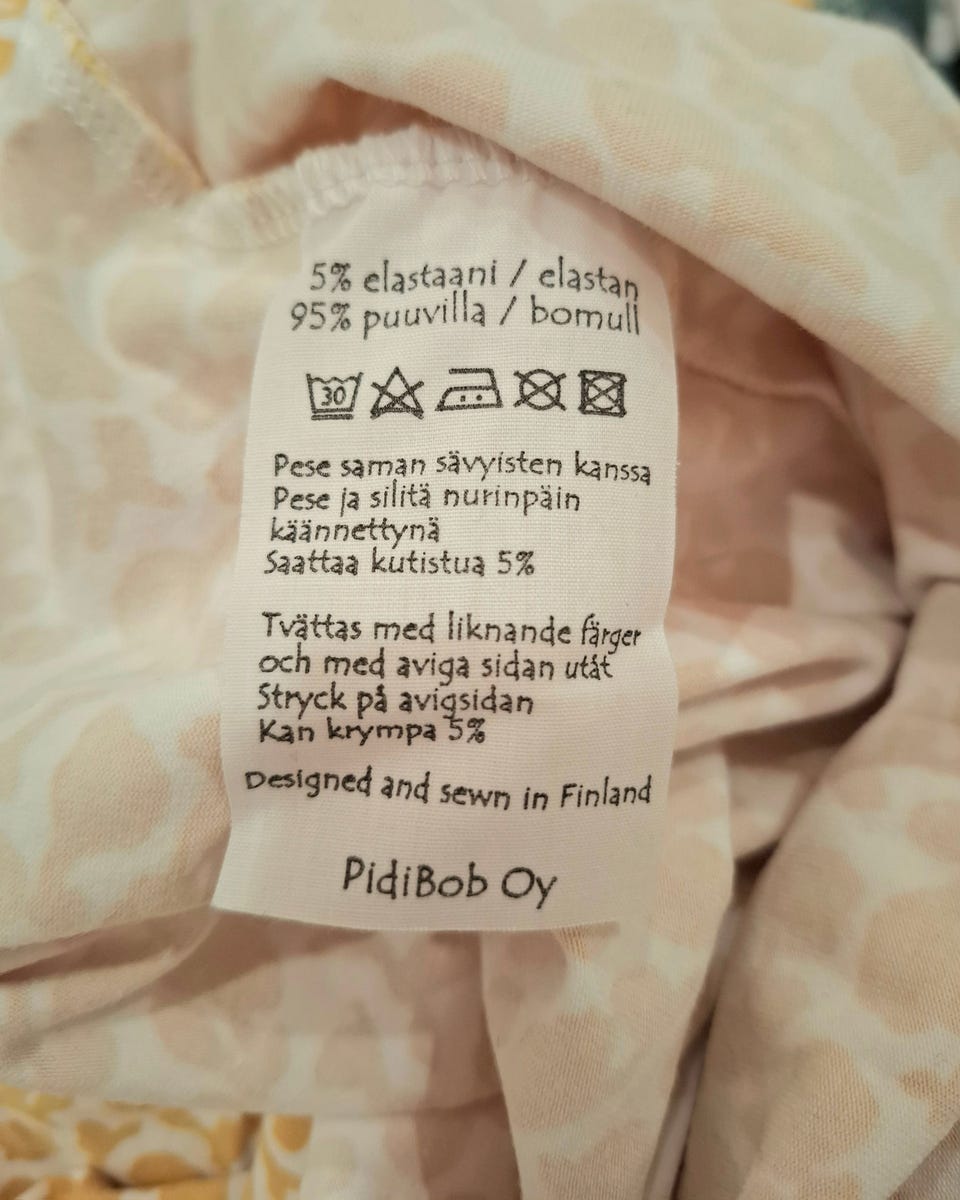 5% elastaani / elastan
95% puuvilla / bomull
30
Pese saman sävyisten kanssa
Pese ja silitä nurinpäin
käännettynä
Saattaa kutistua 5%
Tvättas med liknande färger
och med aviga sidan utåt
Stryck på avigsidan
Kan krympa 5%
Designed and sewn in Finland
PidiBob Oy